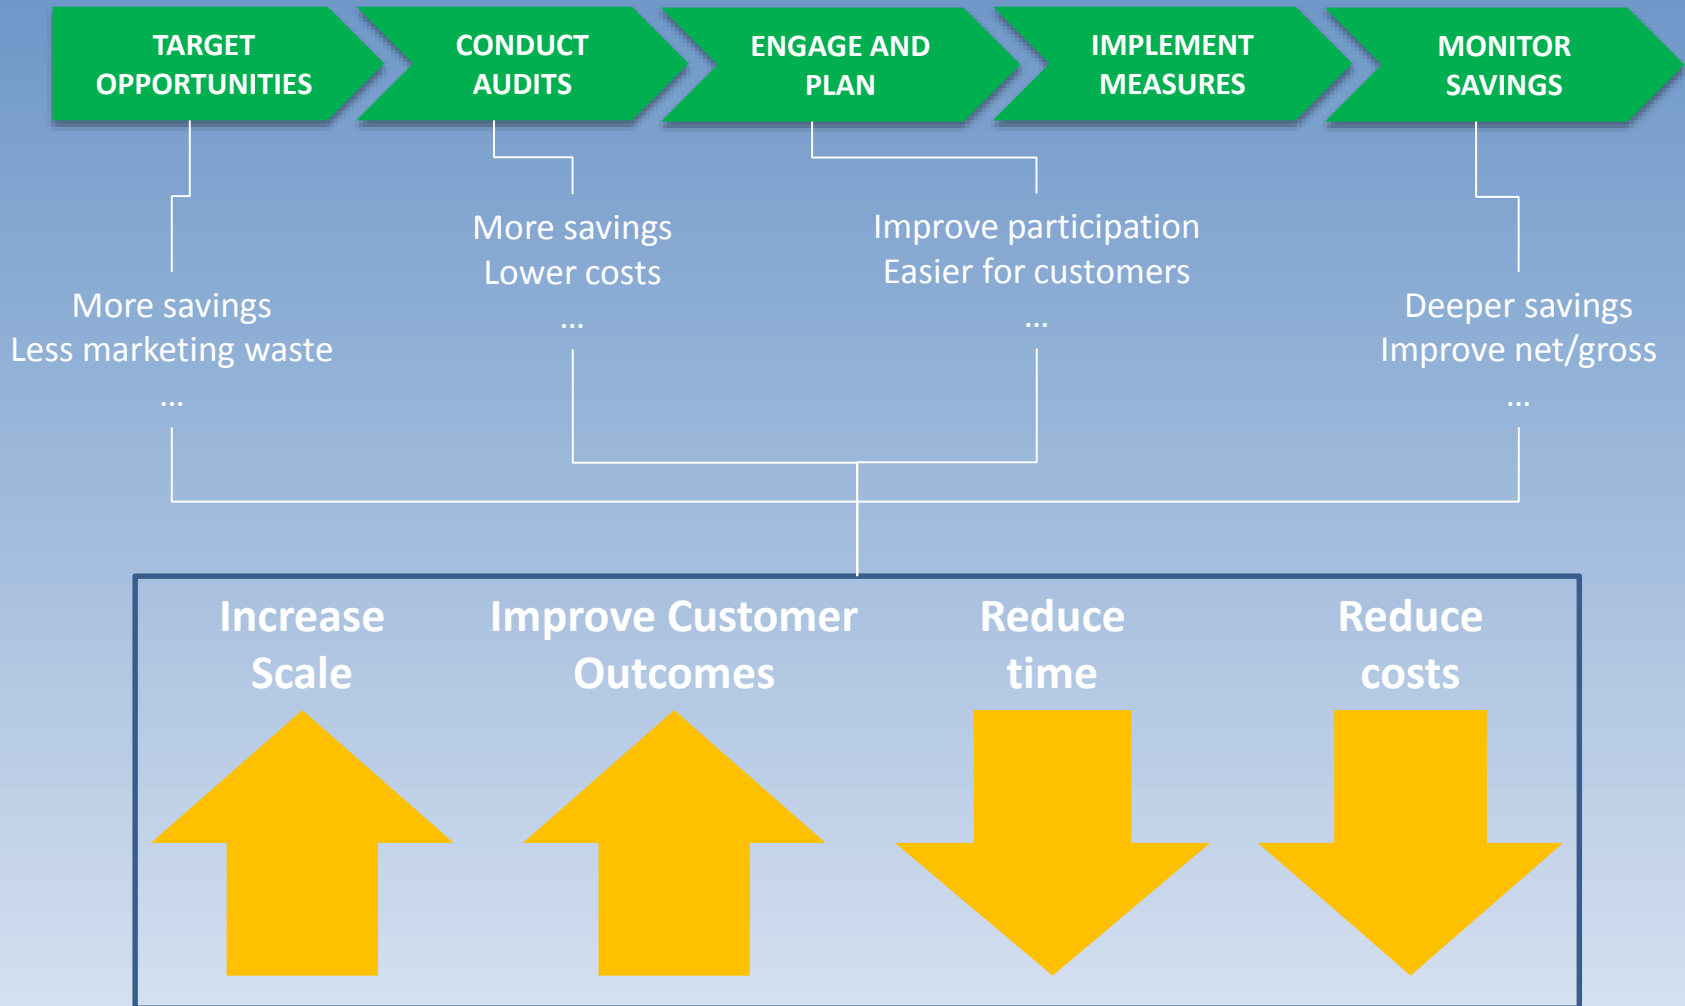 TARGET
OPPORTUNITIES
CONDUCT
AUDITS
ENGAGE AND
PLAN
IMPLEMENT
MEASURES
MONITOR
SAVINGS
More savings
Less marketing waste
...
More savings
Lower costs
...
Improve participation
Easier for customers
...
Deeper savings
Improve net/gross
...
Increase
Scale
Improve Customer
Outcomes
Reduce
time
Reduce
costs